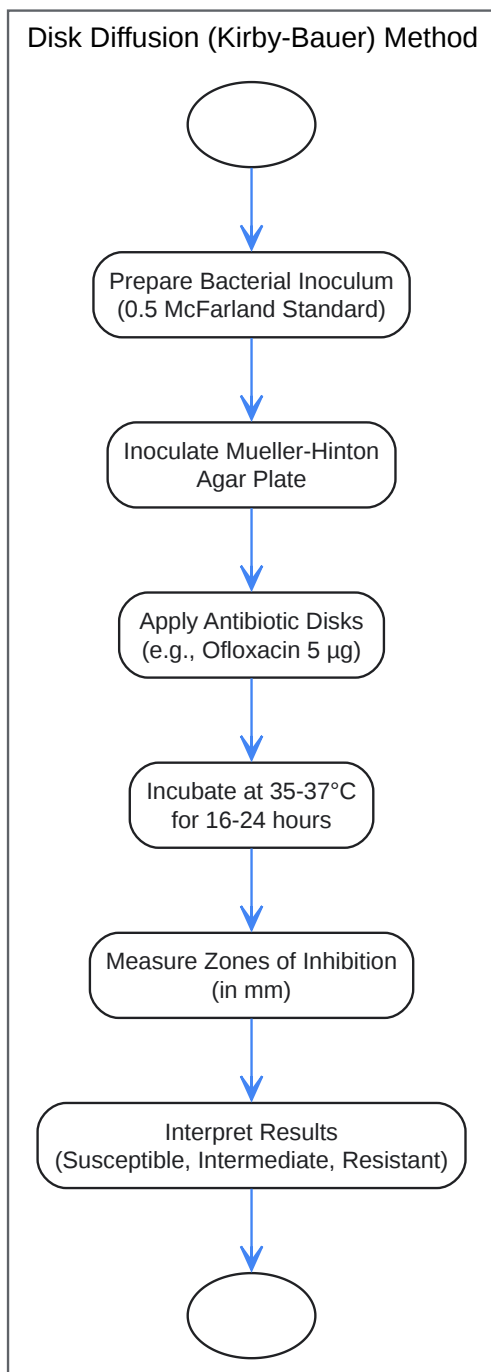 Disk Diffusion (Kirby-Bauer) Method
Prepare Bacterial Inoculum
(0.5 McFarland Standard)
Inoculate Mueller-Hinton
Agar Plate
Apply Antibiotic Disks
(e.g., Ofloxacin 5 µg)
Incubate at 35-37°C
for 16-24 hours
Measure Zones of Inhibition
(in mm)
Interpret Results
(Susceptible, Intermediate, Resistant)